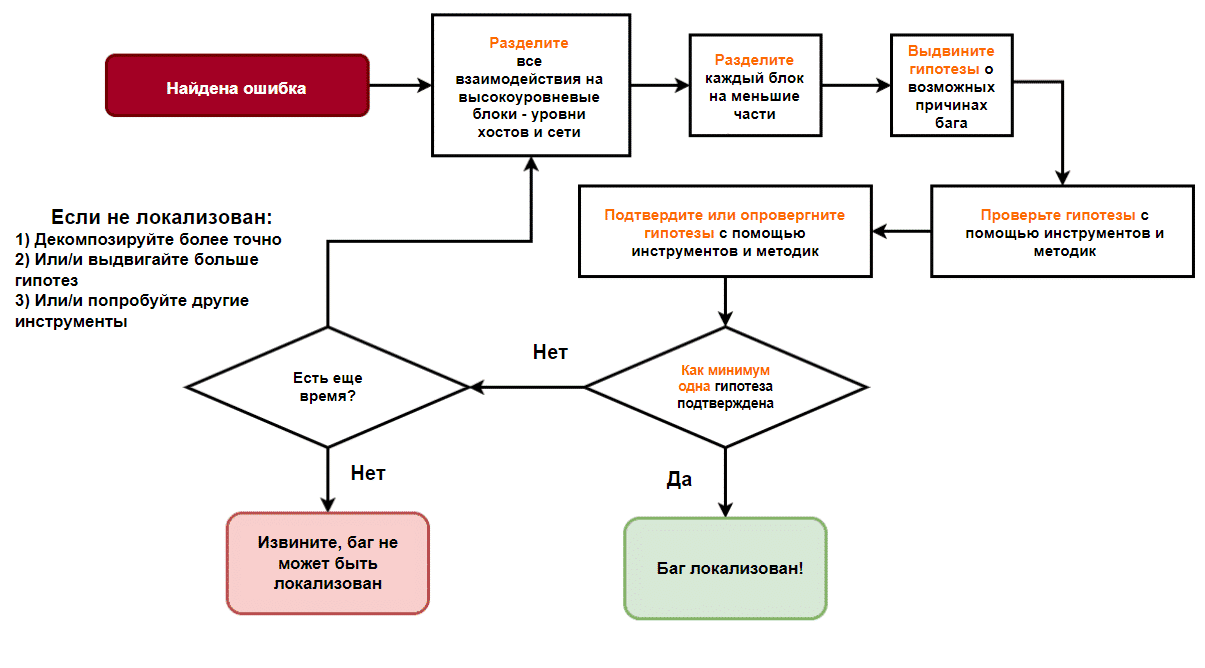 Найдена ошибка
Разделите
все
взаимодействия на
высокоуровневые
блоки - уровни
хостов и сети
Разделите
каждый блок
на меньшие
части
Выдвините
гипотезы о
возможных
причинах
бага
Проверьте гипотезы с
помощью инструментов и
методик
Подтвердите или опровергните
гипотезы с помощью
инструментов и методик
Если не локализован:
1) Декомпозируйте более точно
2) Или/и выдвигайте больше
гипотез
3) Или/и попробуйте другие
инструменты
Как минимум
одна гипотеза
подтверждена
Нет
Есть еще
время?
Нет
Да
Извините, баг не
может быть
локализован
Баг локализован!